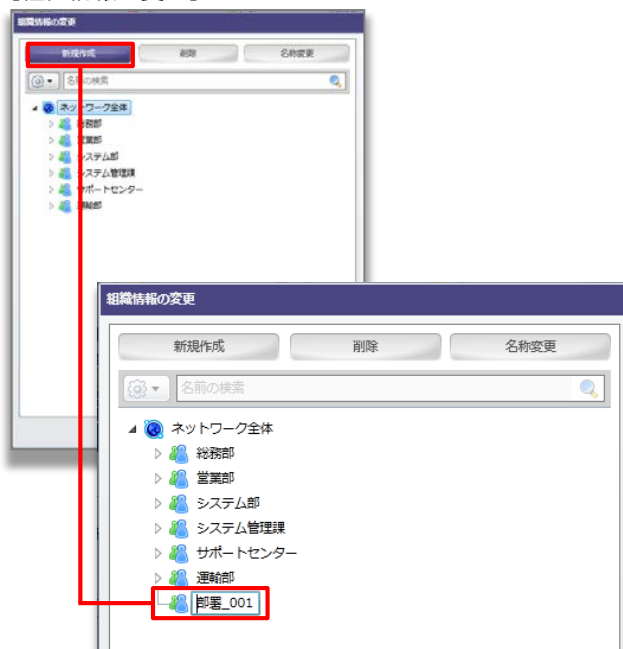 組織情報の変更
新規作成 削除 名称変更
名前の検索
ネットワーク全体
総務部
営業部
システム部
システム管理課
サポートセンター
運輸部
組織情報の変更
新規作成 削除 名称変更
名前の検索
ネットワーク全体
総務部
営業部
システム部
システム管理課
サポートセンター
運輸部
部署_001